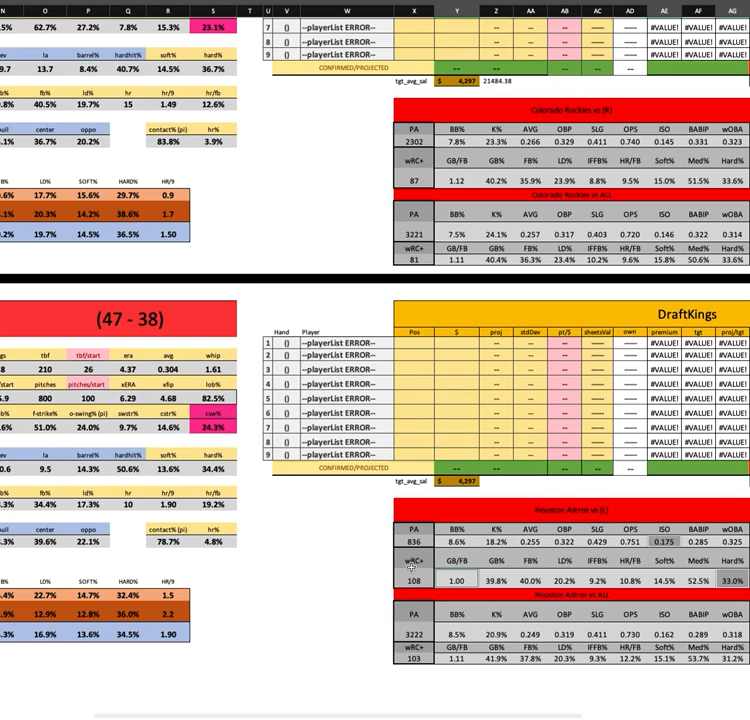 N O P Q R S T U V W X Y Z AA AB AC AD AE AF AG
.5% 62.7% 27.2% 7.8% 15.3% 23.1% 7 () --playerList ERROR-- -- -- -- -- ----- #VALUE! #VALUE! #VALUE!
8 () --playerList ERROR-- -- -- -- -- ----- #VALUE! #VALUE! #VALUE!
ev la barrel% hardhit% soft% hard% 9 () --playerList ERROR-- -- -- -- -- ----- #VALUE! #VALUE! #VALUE!
9.7 13.7 8.4% 40.7% 14.5% 36.7% CONFIRMED/PROJECTED -- -- -- -- --
tgt_avg_sal $ 4,297 21484.38
b% fb% ld% hr hr/9 hr/fb
.8% 40.5% 19.7% 15 1.49 12.6% Colorado Rockies vs (R)
pull center oppo contact% (pi) hr% PA BB% K% AVG OBP SLG OPS ISO BABIP wOBA
.1% 36.7% 20.2% 83.8% 3.9% 2302 7.8% 23.3% 0.266 0.329 0.411 0.740 0.145 0.331 0.323
wRC+ GB/FB GB% FB% LD% IFFB% HR/FB Soft% Med% Hard%
B% LD% SOFT% HARD% HR/9
.6% 17.7% 15.6% 29.7% 0.9 87 1.12 40.2% 35.9% 23.9% 8.8% 9.5% 15.0% 51.5% 33.6%
Colorado Rockies vs ALL
.1% 20.3% 14.2% 38.6% 1.7 PA BB% K% AVG OBP SLG OPS ISO BABIP wOBA
.2% 19.7% 14.5% 36.5% 1.50 3221 7.5% 24.1% 0.257 0.317 0.403 0.720 0.146 0.322 0.314
wRC+ GB/FB GB% FB% LD% IFFB% HR/FB Soft% Med% Hard%
81 1.11 40.4% 36.3% 23.4% 10.2% 9.6% 15.8% 50.6% 33.6%
(47 - 38) DraftKings
Hand Player Pos $ proj stdDev pt/$ sheetsVal own premium tgt proj/tgt
1 () --playerList ERROR-- -- -- -- ----- ----- #VALUE! #VALUE! #VALUE!
gs tbf tbf/start era avg whip 2 () --playerList ERROR-- -- -- -- ----- ----- #VALUE! #VALUE! #VALUE!
8 210 26 4.37 0.304 1.61 3 () --playerList ERROR-- -- -- -- ----- ----- #VALUE! #VALUE! #VALUE!
/start pitches pitches/start xERA xfip lob% 4 () --playerList ERROR-- -- -- -- ----- ----- #VALUE! #VALUE! #VALUE!
5.9 800 100 6.29 4.68 82.5% 5 () --playerList ERROR-- -- -- -- ----- ----- #VALUE! #VALUE! #VALUE!
b% f-strike% o-swing% (pi) swstr% cstr% csw% 6 () --playerList ERROR-- -- -- -- ----- ----- #VALUE! #VALUE! #VALUE!
.6% 51.0% 24.0% 9.7% 14.6% 24.3% 7 () --playerList ERROR-- -- -- -- ----- ----- #VALUE! #VALUE! #VALUE!
8 () --playerList ERROR-- -- -- -- ----- ----- #VALUE! #VALUE! #VALUE!
ev la barrel% hardhit% soft% hard% 9 () --playerList ERROR-- -- -- -- ----- ----- #VALUE! #VALUE! #VALUE!
0.6 9.5 14.3% 50.6% 13.6% 34.4% CONFIRMED/PROJECTED -- -- -- -- --
tgt_avg_sal $ 4,297
b% fb% ld% hr hr/9 hr/fb
.3% 34.4% 17.3% 10 1.90 19.2% Houston Astros vs (L)
pull center oppo contact% (pi) hr% PA BB% K% AVG OBP SLG OPS ISO BABIP wOBA
.3% 39.6% 22.1% 78.7% 4.8% 836 8.6% 18.2% 0.255 0.322 0.429 0.751 0.175 0.285 0.325
wRC+ GB/FB GB% FB% LD% IFFB% HR/FB Soft% Med% Hard%
B% LD% SOFT% HARD% HR/9
.4% 22.7% 14.7% 32.4% 1.5 108 1.00 39.8% 40.0% 20.2% 9.2% 10.8% 14.5% 52.5% 33.0%
Houston Astros vs ALL
.9% 12.9% 12.8% 36.0% 2.2 PA BB% K% AVG OBP SLG OPS ISO BABIP wOBA
.3% 16.9% 13.6% 34.5% 1.90 3222 8.5% 20.9% 0.249 0.319 0.411 0.730 0.162 0.289 0.318
wRC+ GB/FB GB% FB% LD% IFFB% HR/FB Soft% Med% Hard%
103 1.11 41.9% 37.8% 20.3% 9.3% 12.2% 15.1% 53.7% 31.2%